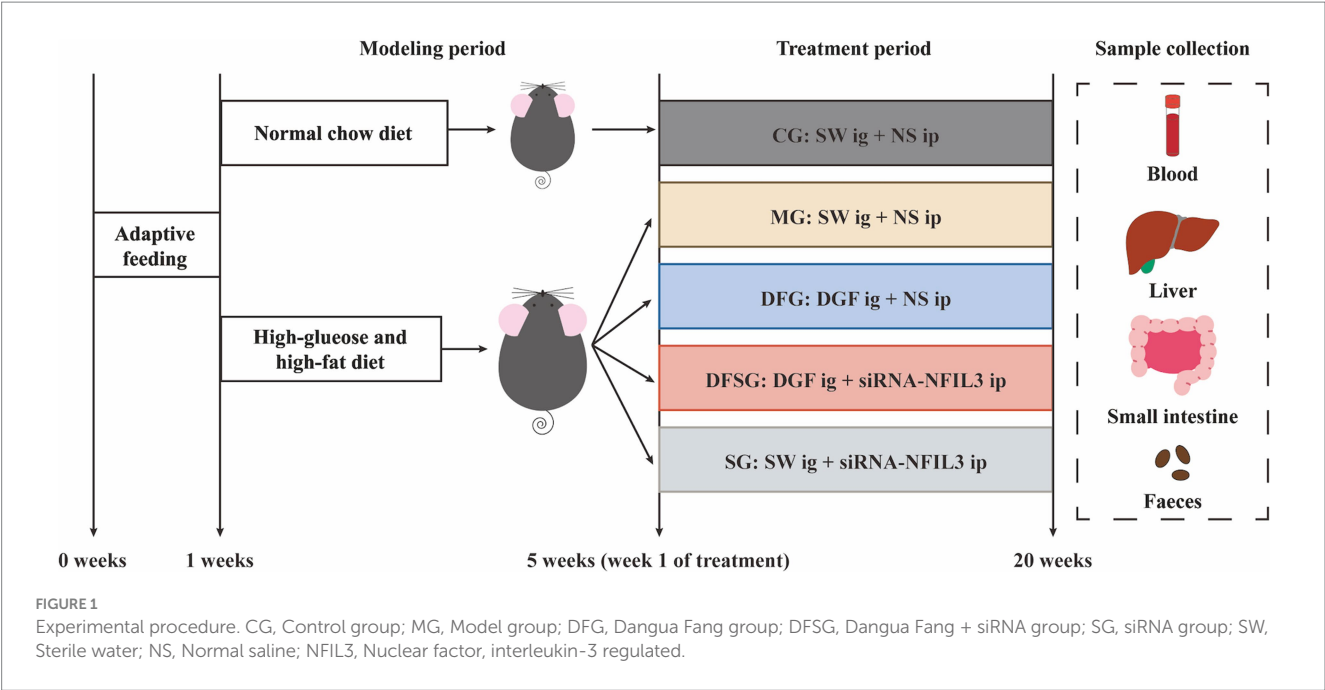 Modeling period
Treatment period
Sample collection
Normal chow diet
CG: SW ig + NS ip
Blood
MG: SW ig + NS ip
Adaptive
feeding
DFG: DGF ig + NS ip
Liver
High-glueose and
high-fat diet
DFSG: DGF ig + siRNA-NFIL3 ip
Small intestine
SG: SW ig + siRNA-NFIL3 ip
Faeces
0 weeks
1 weeks
5 weeks (week 1 of treatment)
20 weeks
FIGURE 1
Experimental procedure. CG, Control group; MG, Model group; DFG, Dangua Fang group; DFSG, Dangua Fang + siRNA group; SG, siRNA group; SW,
Sterile water; NS, Normal saline; NFIL3, Nuclear factor, interleukin-3 regulated.